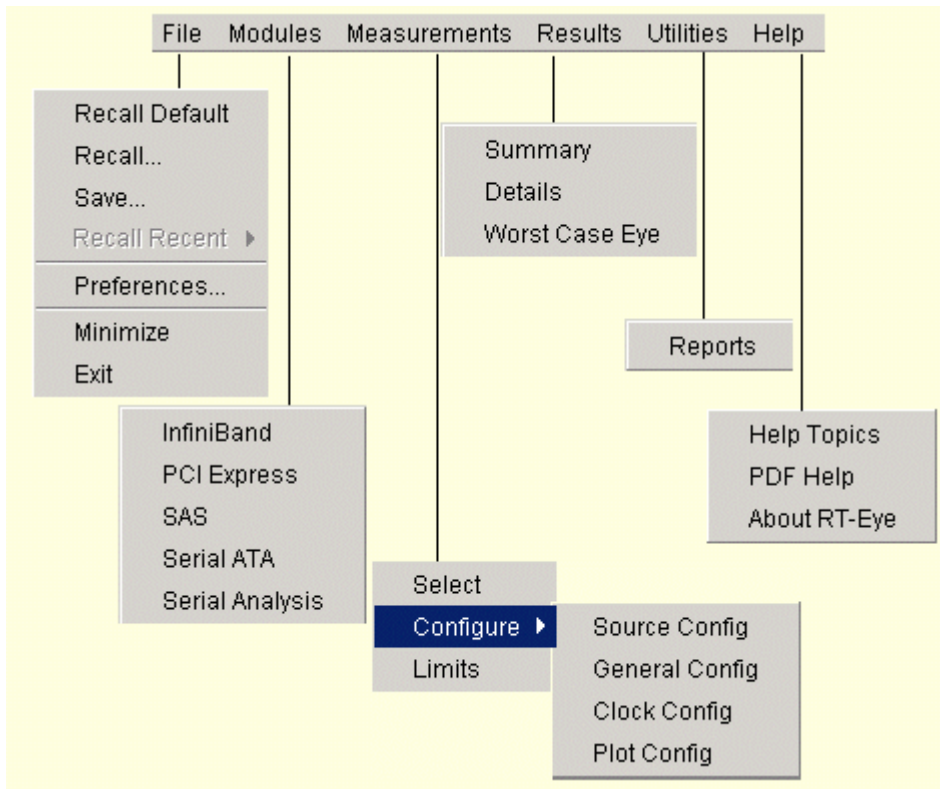 File Modules Measurements Results Utilities Help
Recall Default
Recall...
Save...
Recall Recent
Preferences...
Minimize
Exit
Summary
Details
Worst Case Eye
Reports
InfiniBand
PCI Express
SAS
Serial ATA
Serial Analysis
Help Topics
PDF Help
About RT-Eye
Select
Configure
Limits
Source Config
General Config
Clock Config
Plot Config